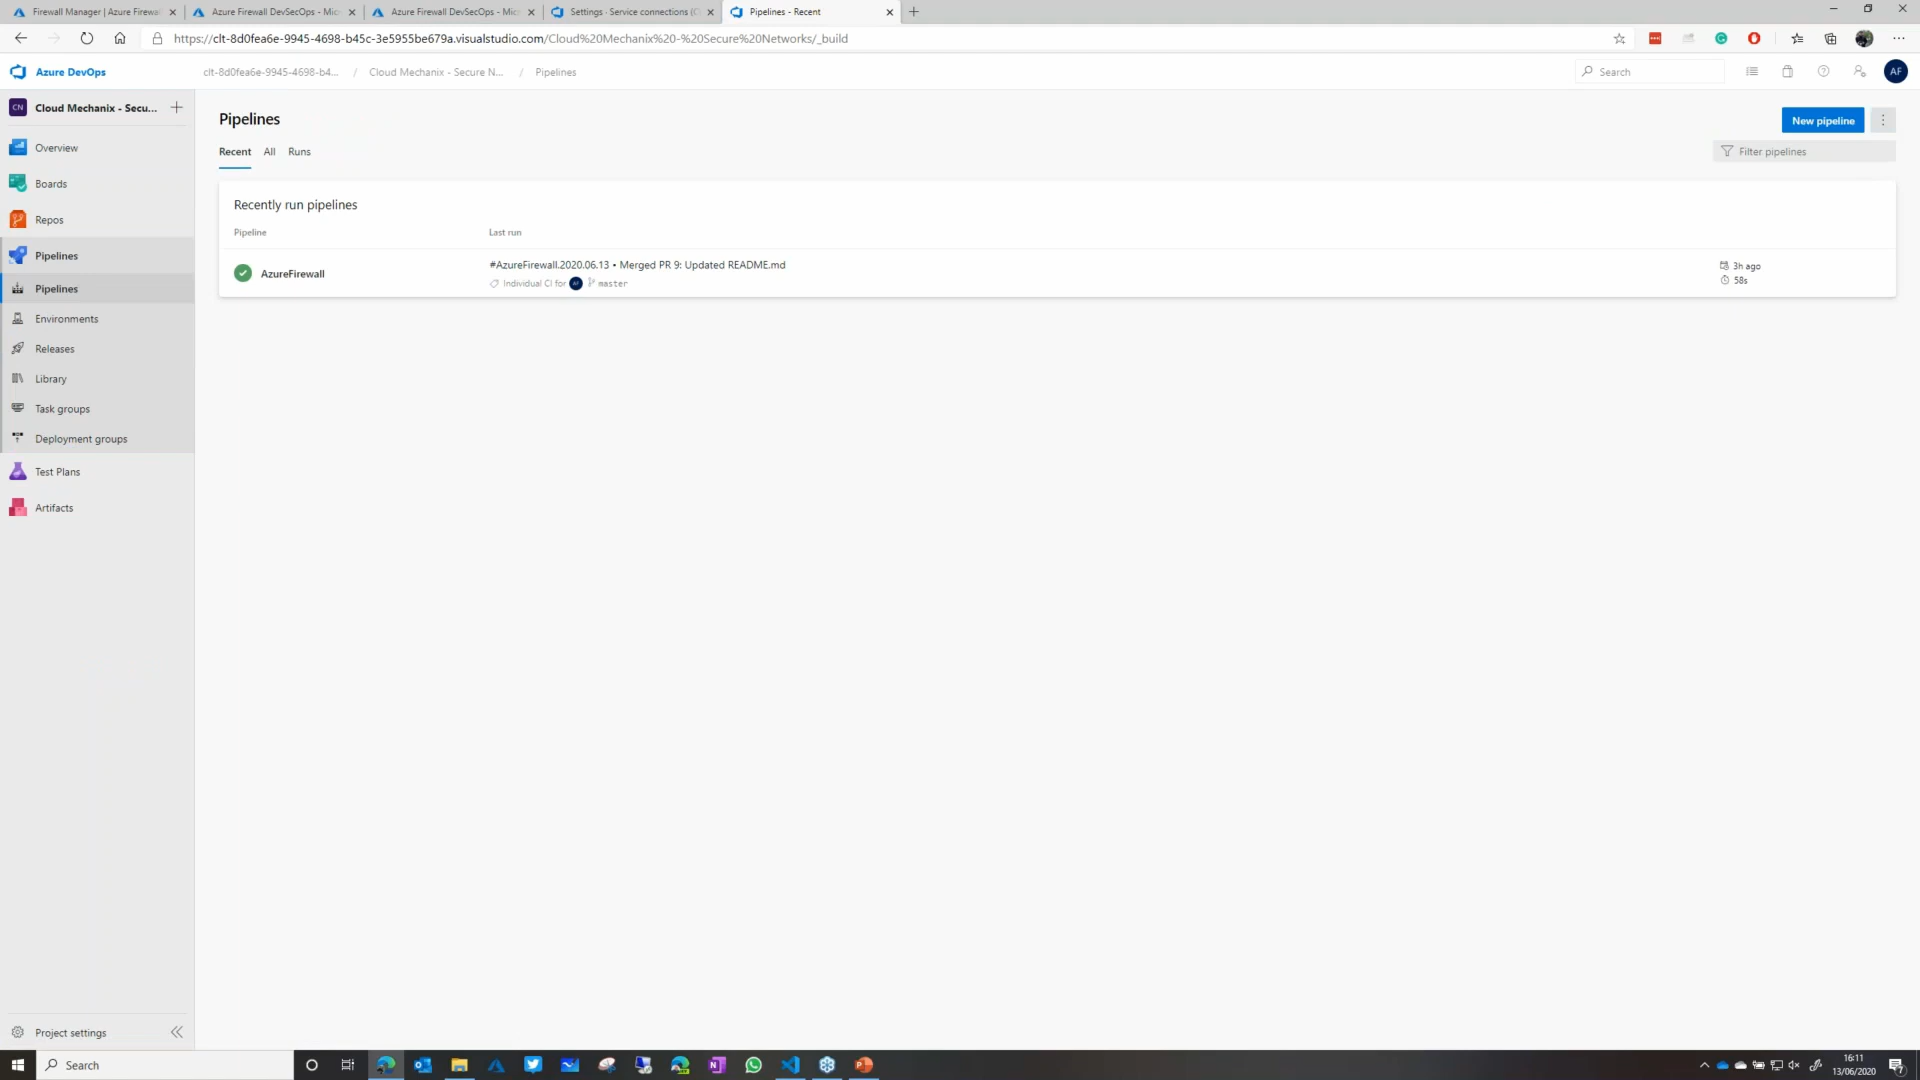 Firewall Manager | Azure Firewal
Azure Firewall DevSecOps - Mic
Azure Firewall DevSecOps - Mic
Settings · Service connections (C
Pipelines - Recent
https://clt-8d0fea6e-9945-4698-b45c-3e5955be679a.visualstudio.com/Cloud%20Mechanix%20-%20Secure%20Networks/_build
Azure DevOps
clt-8d0fea6e-9945-4698-b4... / Cloud Mechanix - Secure N... / Pipelines
Search
AF
CN
Cloud Mechanix - Secu...
Overview
Boards
Repos
Pipelines
Pipelines
Environments
Releases
Library
Task groups
Deployment groups
Test Plans
Artifacts
Project settings
Pipelines
New pipeline
Recent
All
Runs
Filter pipelines
Recently run pipelines
Pipeline
Last run
AzureFirewall
#AzureFirewall.2020.06.13 • Merged PR 9: Updated README.md
Individual CI for AF master
3h ago
58s
Search
16:11
13/06/2020